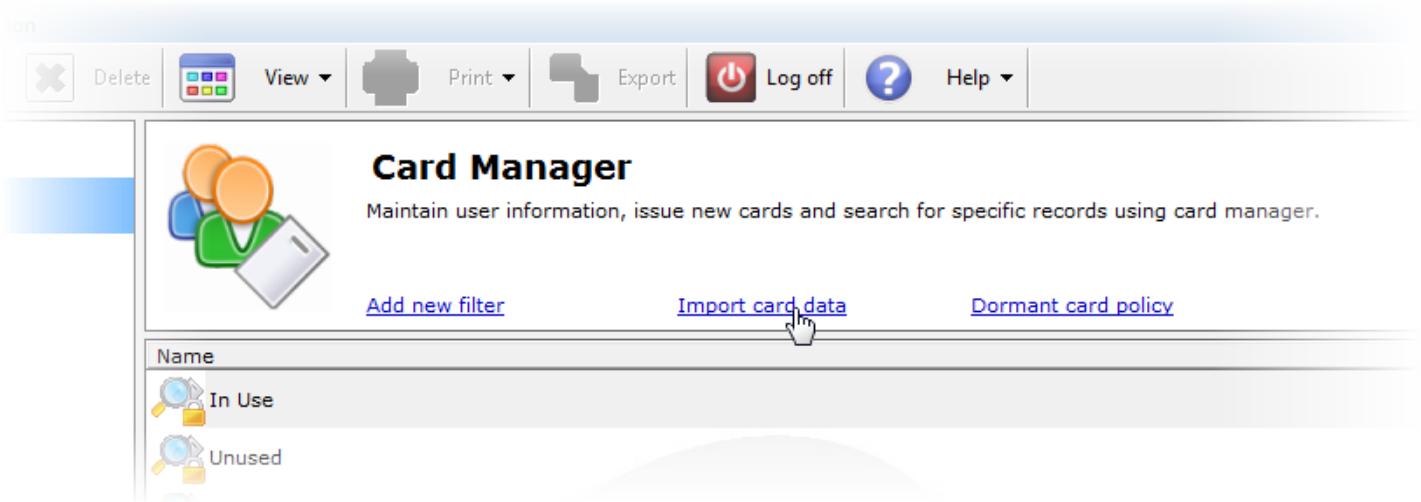 Delete View Print Export Log off Help
Card Manager
Maintain user information, issue new cards and search for specific records using card manager.
Add new filter Import card data Dormant card policy
Name
In Use
Unused